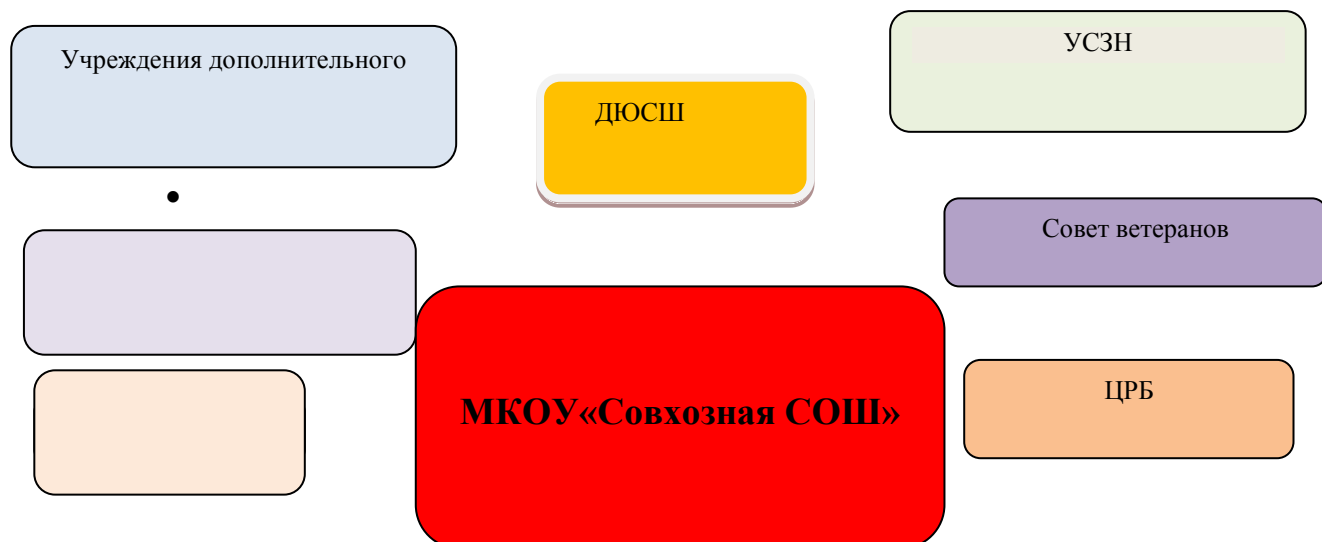 Учреждения дополнительного
ДЮСШ
УСЗН
•
Совет ветеранов
МКОУ«Совхозная СОШ»
ЦРБ